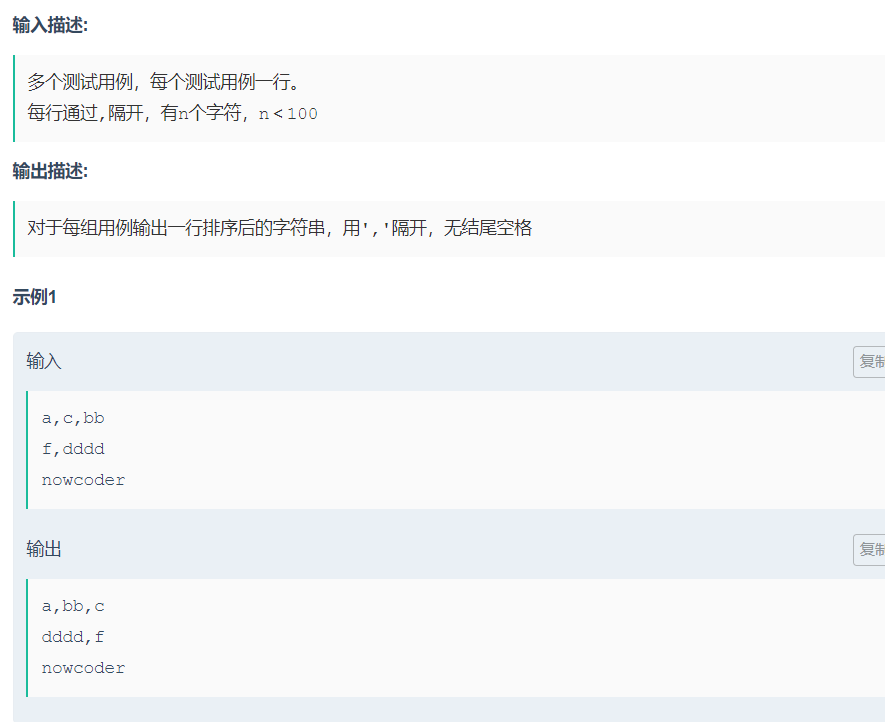 输入描述:
多个测试用例，每个测试用例一行。
每行通过,隔开，有n个字符，n＜100
输出描述:
对于每组用例输出一行排序后的字符串，用','隔开，无结尾空格
示例1
输入
复制
a,c,bb
f,dddd
nowcoder
输出
复制
a,bb,c
dddd,f
nowcoder